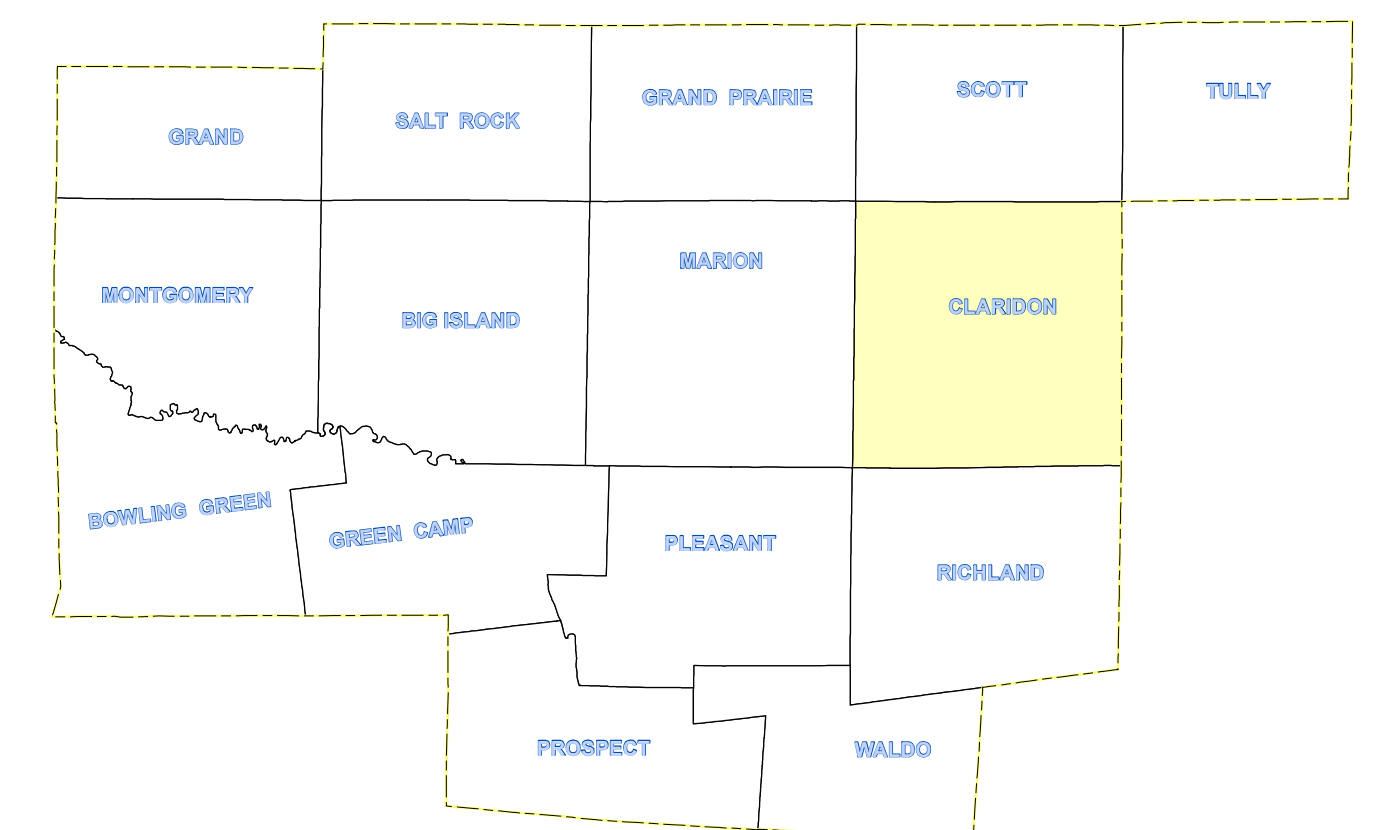 SCOTT
TULLY
GRAND PRAIRIE
SALT ROCK
GRAND
MARION
MONTGOMERY
CLARIDON
BIG ISLAND
BOWLING GREEN
GREEN CAMP
PLEASANT
RICHLAND
PROSPECT
WALDO